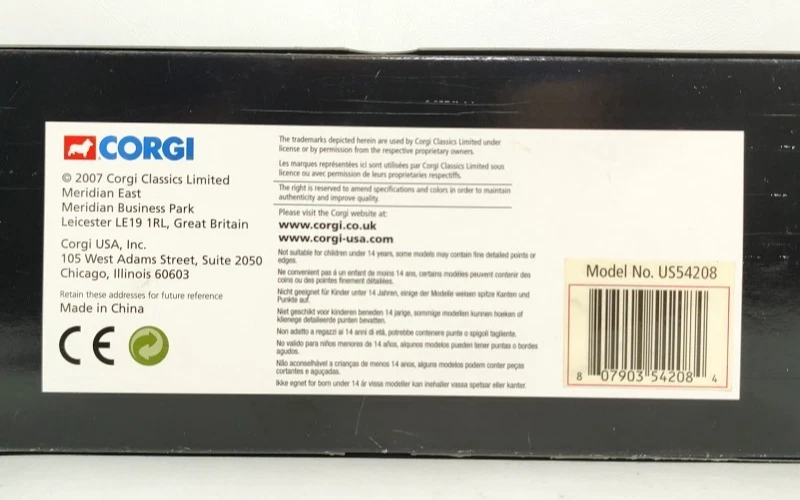 CORGI
© 2007 Corgi Classics Limited
Meridian East
Meridian Business Park
Leicester LE19 1RL, Great Britain
Corgi USA, Inc.
105 West Adams Street, Suite 2050
Chicago, Illinois 60603
Retain these addresses for future reference
Made in China
CE
The trademarks depicted herein are used by Corgi Classics Limited under
license or by permission from the respective proprietary owners.
Les marques représentées ici sont utilisées par Corgi Classics Limited sous
licence ou avec permission de leurs propriétaries respectifs.
The right is reserved to amend specifications and colors in order to maintain
authenticity and improve quality.
Please visit the Corgi website at:
www.corgi.co.uk
www.corgi-usa.com
Not suitable for children under 14 years, some models may contain fine detailed points or
edges.
Ne convenient pas à un enfant de moins 14 ans, certains modèles peuvent contenir des
coins ou des pointes finement détaillées.
Nicht geeignet für Kinder unter 14 Jahren, einige der Modelle weisen spitze Kanten und
Punkte auf.
Niet geschikt voor kinderen beneden 14 jarige, sommige modellen kunnen hoeken of
kleinege detailleerde punten bevatten.
Non adatto a regazzi ai 14 anni di età, potrebbe contenere punte o spigoli tagliente.
No valido para niños menores de 14 años, algunos modelos pueden tener puntas o bordes
agudos.
Não aconselhável a crianças de menos 14 anos, alguns modelos podem conter peças
cortantes e aguçadas.
Ikke egnet for born under 14 år vissa modeller kan inehaller vassa spetsar eller kanter.
Model No. US54208
8 07903 54208 4